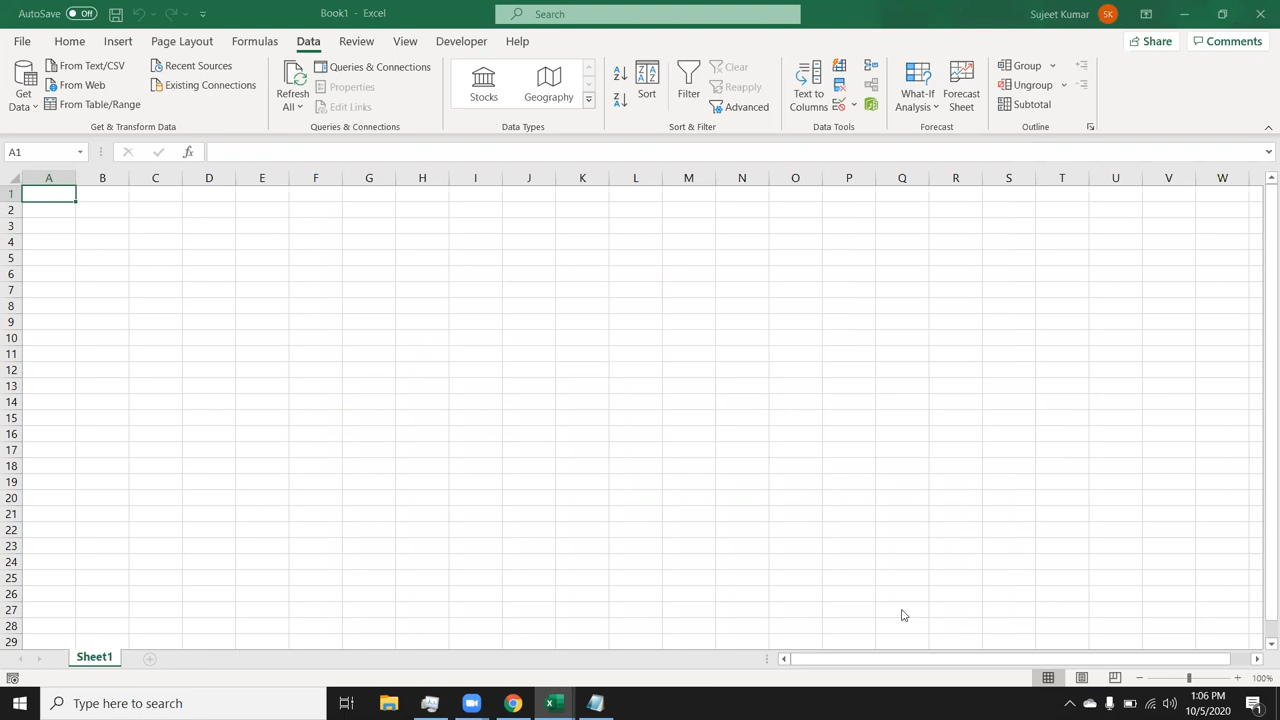 AutoSave Off Book1 - Excel Search Sujeet Kumar SK
File Home Insert Page Layout Formulas Data Review View Developer Help Share Comments
Get Data From Text/CSV From Web From Table/Range Recent Sources Existing Connections
Get & Transform Data
Refresh All Queries & Connections Properties Edit Links
Queries & Connections
Stocks Geography
Data Types
Sort Filter Clear Reapply Advanced
Sort & Filter
Text to Columns
Data Tools
What-If Analysis Forecast Sheet
Forecast
Group Ungroup Subtotal
Outline
A1 fx
A B C D E F G H I J K L M N O P Q R S T U V W
1
2
3
4
5
6
7
8
9
10
11
12
13
14
15
16
17
18
19
20
21
22
23
24
25
26
27
28
29
Sheet1
100%
Type here to search
1:06 PM
10/5/2020